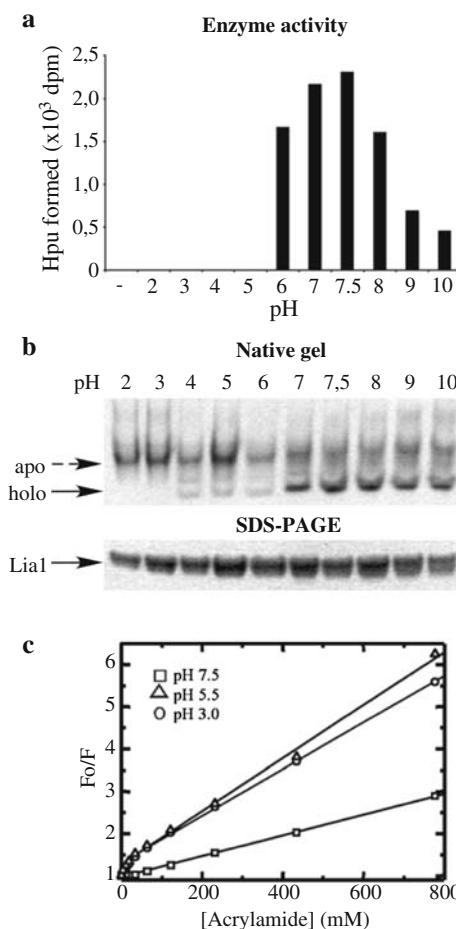 a
Enzyme activity
Hpu formed (x10³ dpm)
2,5
2,0
1,5
1,0
0,5
0
- 2 3 4 5 6 7 7.5 8 9 10
pH
b
Native gel
pH 2 3 4 5 6 7 7,5 8 9 10
apo
holo
SDS-PAGE
Lia1
c
Fo/F
6
5
4
3
2
1
pH 7.5
pH 5.5
pH 3.0
0 200 400 600 800
[Acrylamide] (mM)